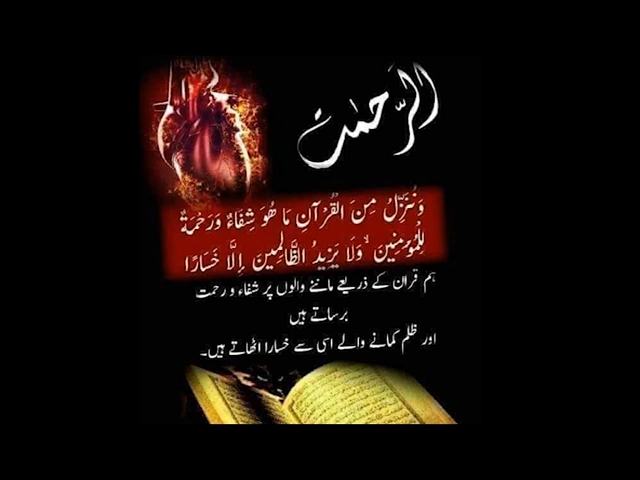 الرَّحمٰت
وَنُنَزِّلُ مِنَ الْقُرْآنِ مَا هُوَ شِفَاءٌ وَرَحْمَةٌ
لِلْمُؤْمِنِينَ ۙ وَلَا يَزِيدُ الظَّالِمِينَ إِلَّا خَسَارًا
ہم قران کے ذریعے ماننے والوں پر شفاء و رحمت
برساتے ہیں
اور ظلم کمانے والے اسی سے خسارا اٹھاتے ہیں۔